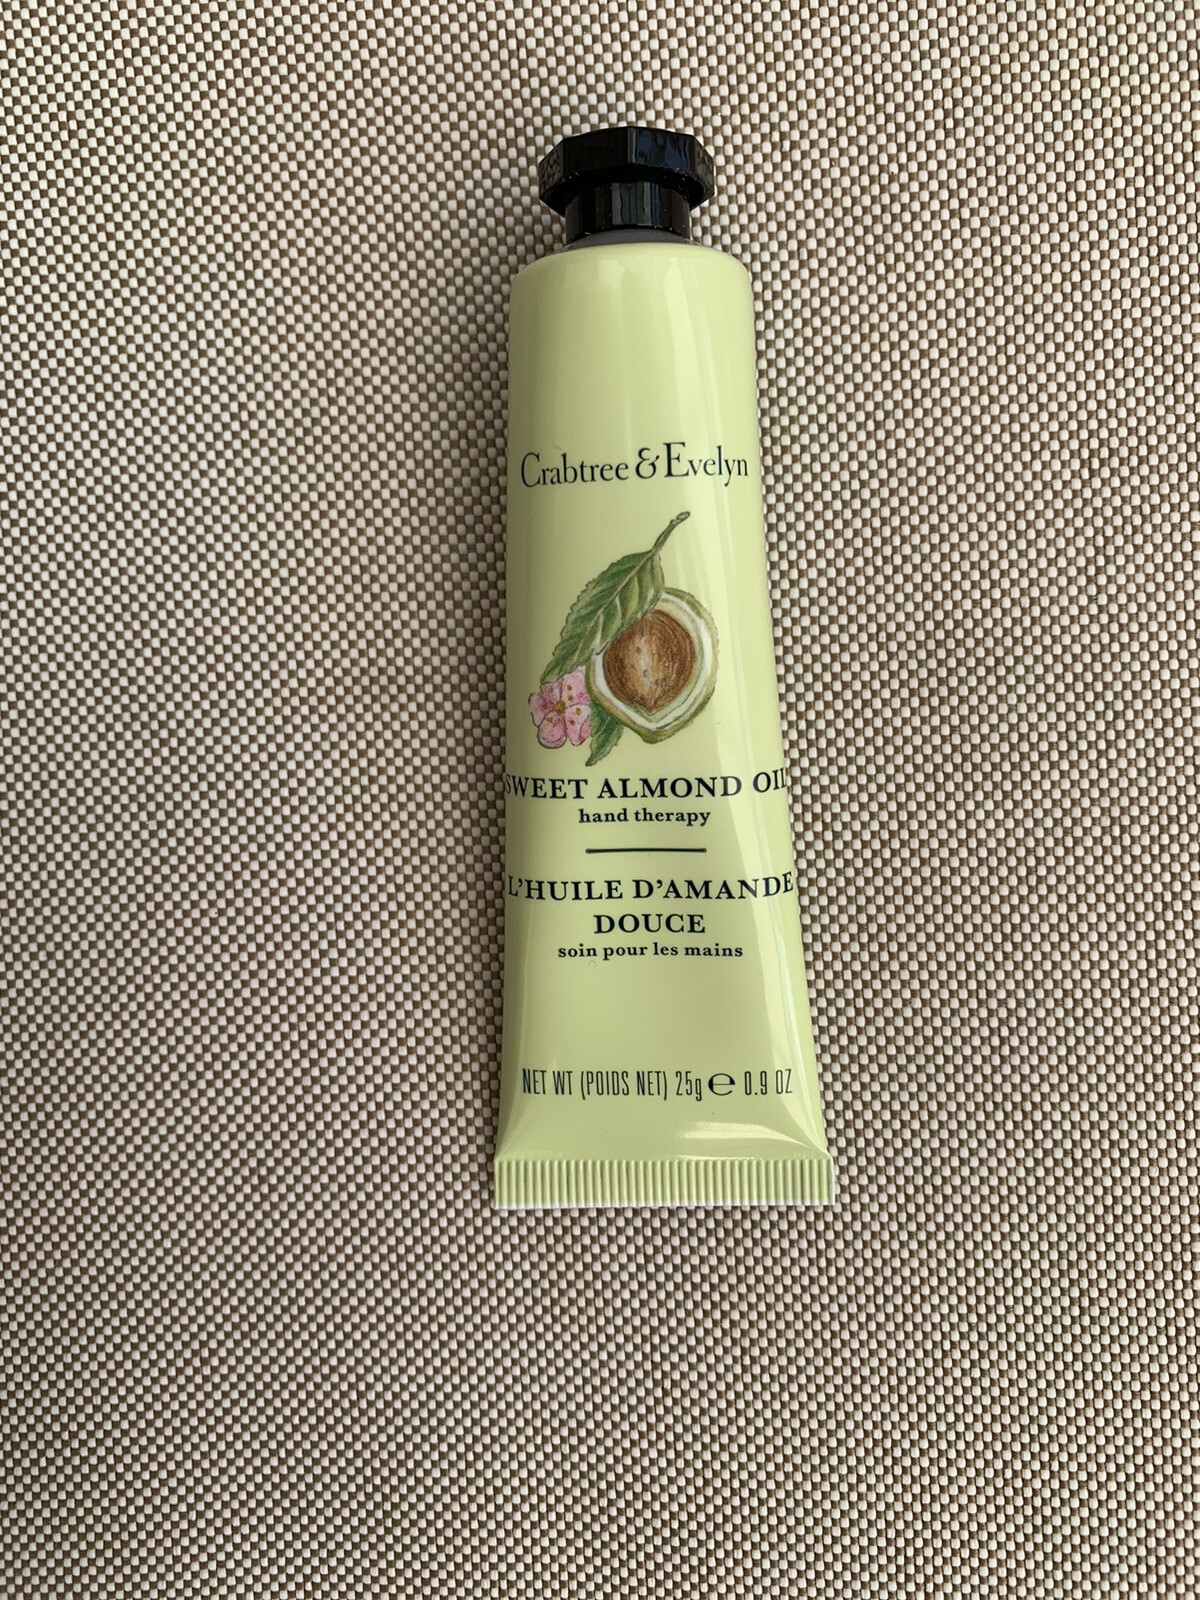 Crabtree & Evelyn
SWEET ALMOND OIL
hand therapy
L'HUILE D'AMANDE
DOUCE
soin pour les mains
NET WT (POIDS NET) 25g ℮ 0.9 OZ